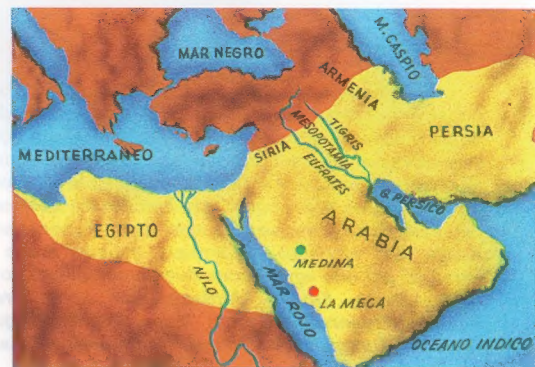 MAR NEGRO
M. CASPIO
ARMENIA
TIGRIS
MESOPOTAMIA
PERSIA
MEDITERRANEO
SIRIA
EUFRATES
G. PERSICO
EGIPTO
ARABIA
NILO
MEDINA
MAR ROJO
LA MECA
OCEANO INDICO